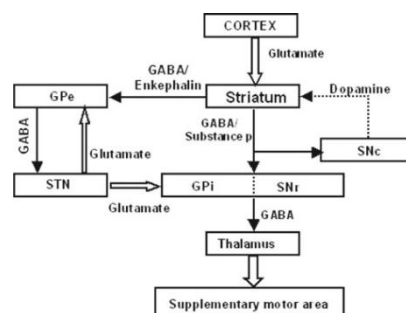 CORTEX
Glutamate
GABA/
Enkephalin
Dopamine
GPe
Striatum
GABA
GABA/
Substance p
Glutamate
SNc
STN
GPi
SNr
Glutamate
GABA
Thalamus
Supplementary motor area